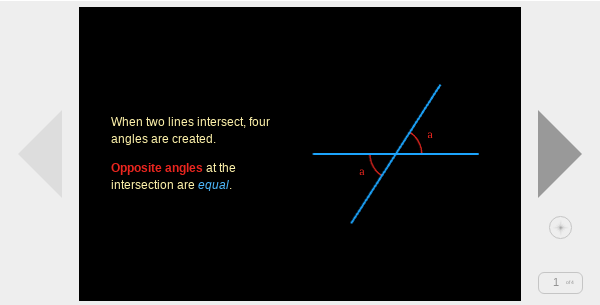 When two lines intersect, four
angles are created.
Opposite angles at the
intersection are equal.
a
a
1